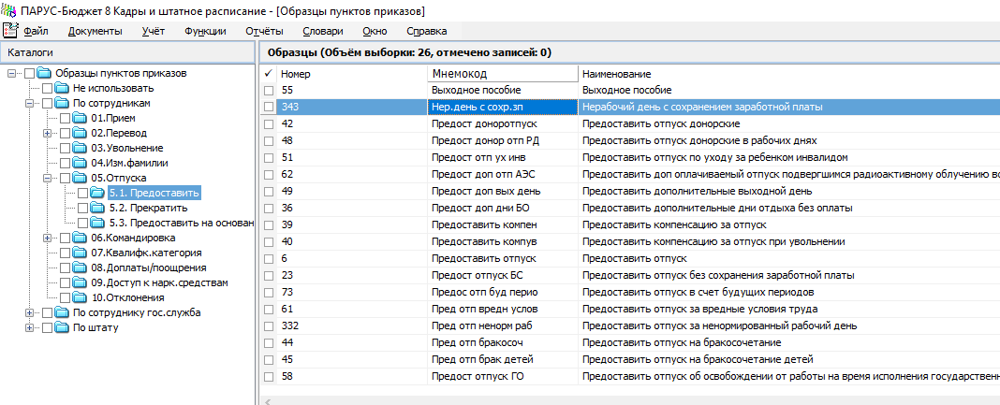 ПАРУС-Бюджет 8 Кадры и штатное расписание - [Образцы пунктов приказов]
Файл Документы Учёт Функции Отчёты Словари Окно Справка
Каталоги
Образцы пунктов приказов
Не использовать
По сотрудникам
01.Прием
02.Перевод
03.Увольнение
04.Изм.фамилии
05.Отпуска
5.1. Предоставить
5.2. Прекратить
5.3. Предоставить на основан
06.Командировка
07.Квалифк.категория
08.Доплаты/поощрения
09.Доступ к нарк.средствам
10.Отклонения
По сотруднику гос.служба
По штату
Образцы (Объём выборки: 26, отмечено записей: 0)
Номер Мнемокод Наименование
55 Выходное пособие Выходное пособие
343 Нер.день с сохр.зп Нерабочий день с сохранением заработной платы
42 Предост доноротпуск Предоставить отпуск донорские
48 Предост донор отп РД Предоставить отпуск донорские в рабочих днях
51 Предост отп ух инв Предоставить отпуск по уходу за ребенком инвалидом
62 Предост доп отп АЭС Предоставить доп оплачиваемый отпуск подвергшимся радиоактивному облучению вс
49 Предост доп вых день Предоставить дополнительные выходной день
36 Предост доп дни БО Предоставить дополнительные дни отдыха без оплаты
39 Предоставить компен Предоставить компенсацию за отпуск
40 Предоставить компув Предоставить компенсацию за отпуск при увольнении
6 Предоставить отпуск Предоставить отпуск
23 Предост отпуск БС Предоставить отпуск без сохранения заработной платы
73 Предос отп буд перио Предоставить отпуск в счет будущих периодов
61 Пред отп вредн услов Предоставить отпуск за вредные условия труда
332 Пред отп ненорм раб Предоставить отпуск за ненормированный рабочий день
44 Пред отп бракосоч Предоставить отпуск на бракосочетание
45 Пред отп брак детей Предоставить отпуск на бракосочетание детей
58 Предост отпуск ГО Предоставить отпуск об освобождении от работы на время исполнения государствен